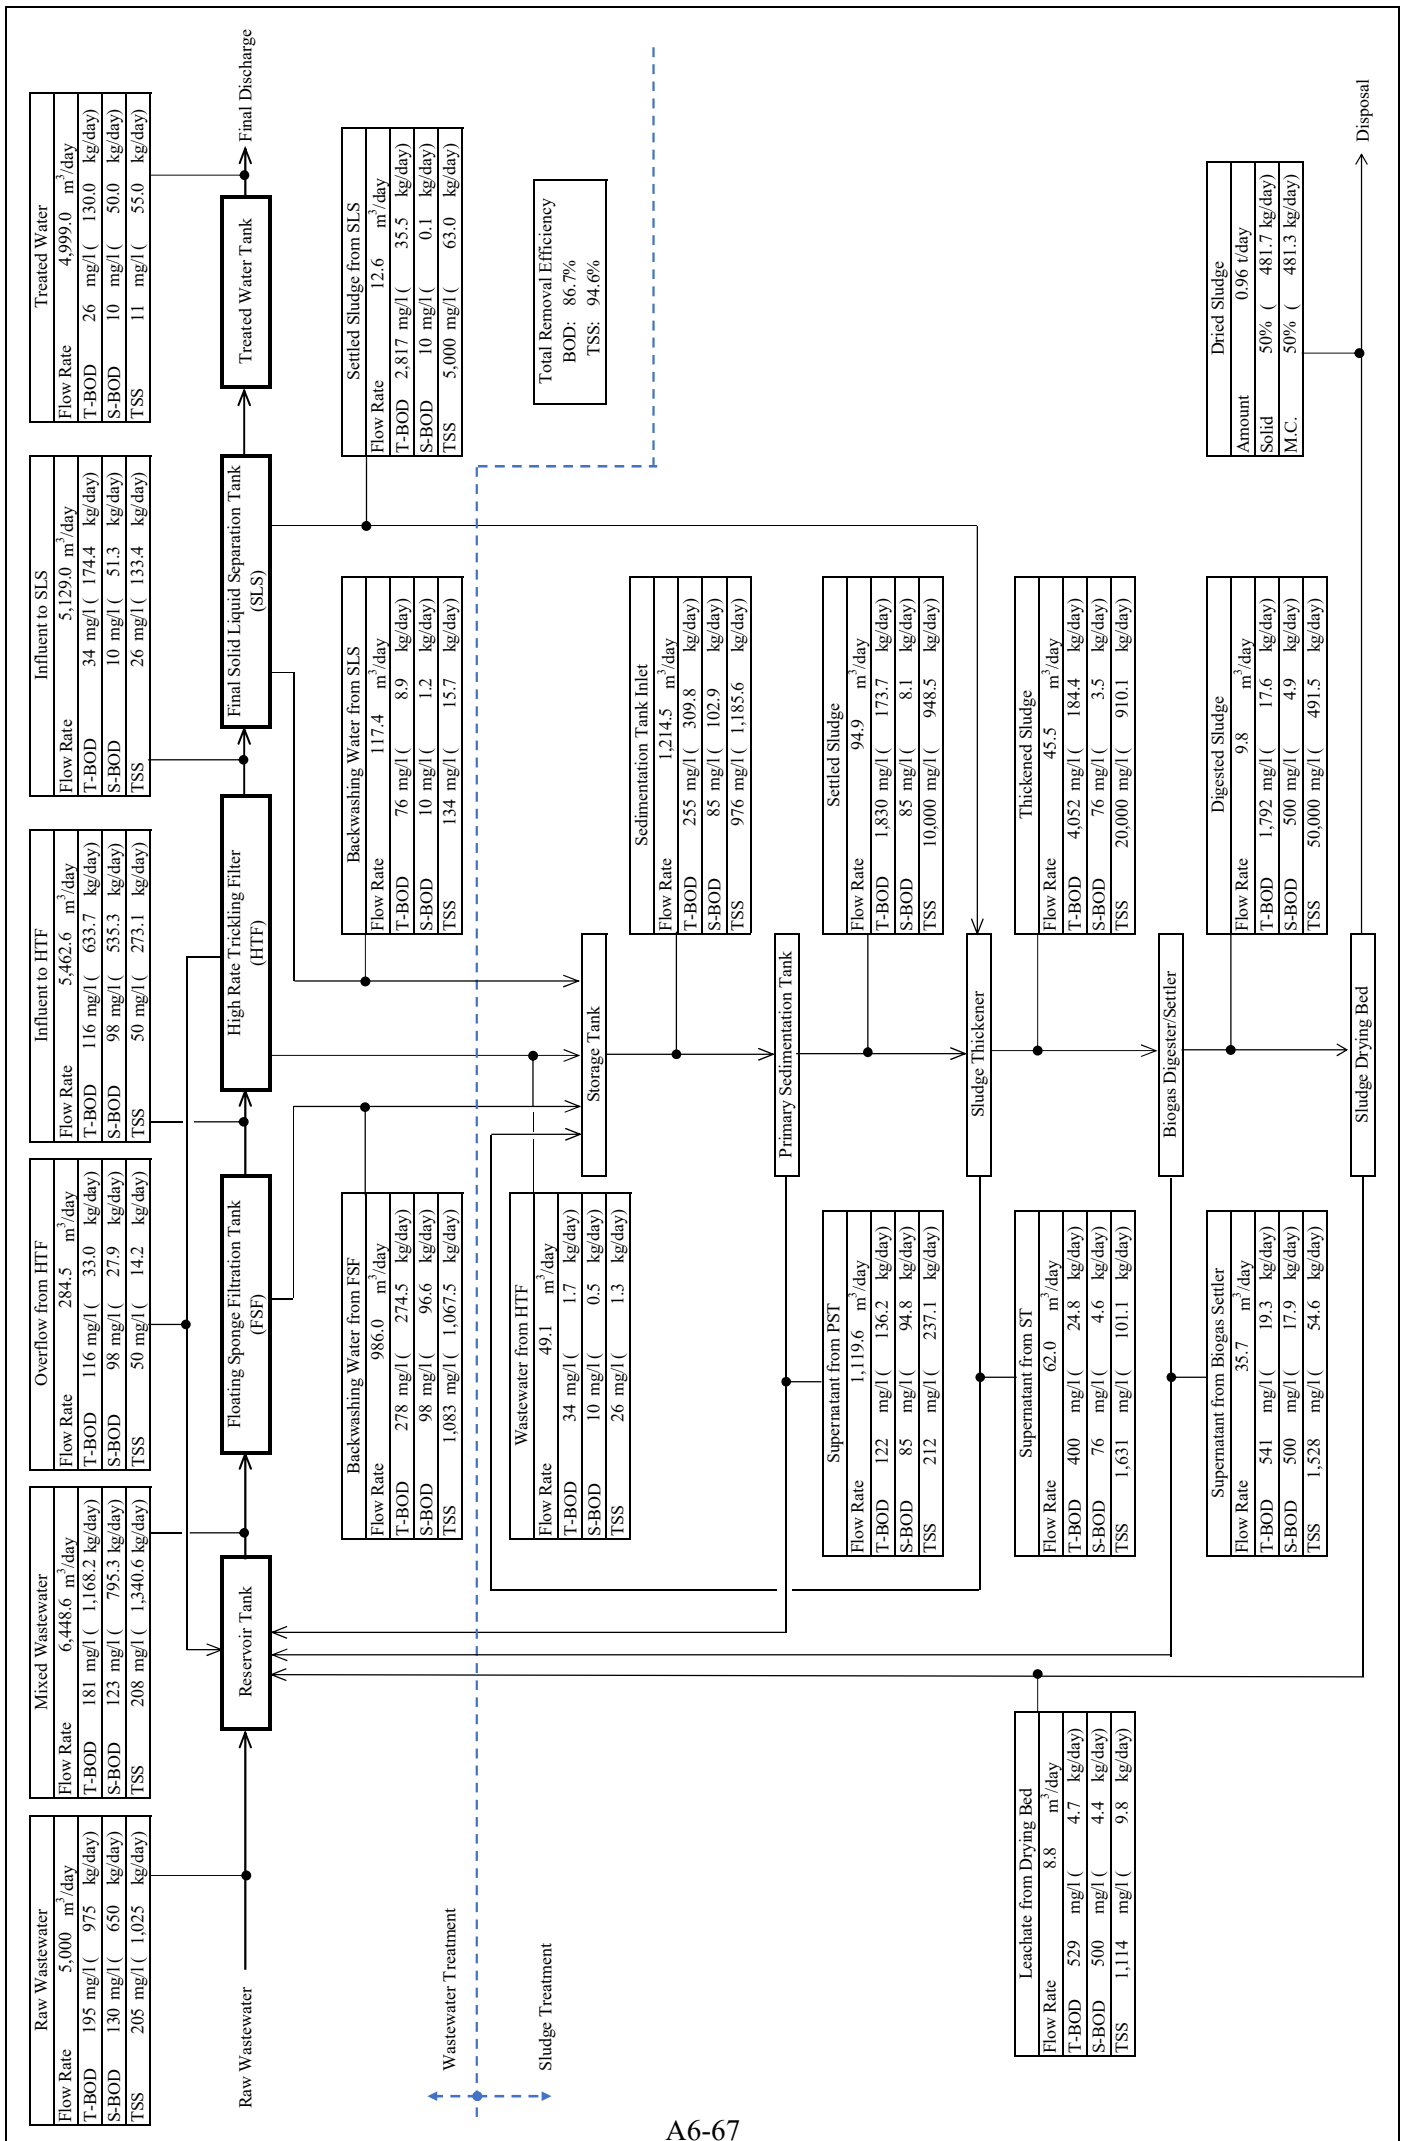 Raw Wastewater
Flow Rate 5,000 m³/day
T-BOD 195 mg/l ( 975 kg/day)
S-BOD 130 mg/l ( 650 kg/day)
TSS 205 mg/l ( 1,025 kg/day)
Mixed Wastewater
Flow Rate 6,448.6 m³/day
T-BOD 181 mg/l ( 1,168.2 kg/day)
S-BOD 123 mg/l ( 795.3 kg/day)
TSS 208 mg/l ( 1,340.6 kg/day)
Overflow from HTF
Flow Rate 284.5 m³/day
T-BOD 116 mg/l ( 33.0 kg/day)
S-BOD 98 mg/l ( 27.9 kg/day)
TSS 50 mg/l ( 14.2 kg/day)
Influent to HTF
Flow Rate 5,462.6 m³/day
T-BOD 116 mg/l ( 633.7 kg/day)
S-BOD 98 mg/l ( 535.3 kg/day)
TSS 50 mg/l ( 273.1 kg/day)
Influent to SLS
Flow Rate 5,129.0 m³/day
T-BOD 34 mg/l ( 174.4 kg/day)
S-BOD 10 mg/l ( 51.3 kg/day)
TSS 26 mg/l ( 133.4 kg/day)
Treated Water
Flow Rate 4,999.0 m³/day
T-BOD 26 mg/l ( 130.0 kg/day)
S-BOD 10 mg/l ( 50.0 kg/day)
TSS 11 mg/l ( 55.0 kg/day)
Raw Wastewater
Reservoir Tank
Floating Sponge Filtration Tank
(FSF)
High Rate Trickling Filter
(HTF)
Final Solid Liquid Separation Tank
(SLS)
Treated Water Tank
Final Discharge
Backwashing Water from FSF
Flow Rate 986.0 m³/day
T-BOD 278 mg/l ( 274.5 kg/day)
S-BOD 98 mg/l ( 96.6 kg/day)
TSS 1,083 mg/l ( 1,067.5 kg/day)
Backwashing Water from SLS
Flow Rate 117.4 m³/day
T-BOD 76 mg/l ( 8.9 kg/day)
S-BOD 10 mg/l ( 1.2 kg/day)
TSS 134 mg/l ( 15.7 kg/day)
Settled Sludge from SLS
Flow Rate 12.6 m³/day
T-BOD 2,817 mg/l ( 35.5 kg/day)
S-BOD 10 mg/l ( 0.1 kg/day)
TSS 5,000 mg/l ( 63.0 kg/day)
Wastewater Treatment
Sludge Treatment
Wastewater from HTF
Flow Rate 49.1 m³/day
T-BOD 34 mg/l ( 1.7 kg/day)
S-BOD 10 mg/l ( 0.5 kg/day)
TSS 26 mg/l ( 1.3 kg/day)
Total Removal Efficiency
BOD: 86.7%
TSS: 94.6%
Storage Tank
Sedimentation Tank Inlet
Flow Rate 1,214.5 m³/day
T-BOD 255 mg/l ( 309.8 kg/day)
S-BOD 85 mg/l ( 102.9 kg/day)
TSS 976 mg/l ( 1,185.6 kg/day)
Primary Sedimentation Tank
Supernatant from PST
Flow Rate 1,119.6 m³/day
T-BOD 122 mg/l ( 136.2 kg/day)
S-BOD 85 mg/l ( 94.8 kg/day)
TSS 212 mg/l ( 237.1 kg/day)
Settled Sludge
Flow Rate 94.9 m³/day
T-BOD 1,830 mg/l ( 173.7 kg/day)
S-BOD 85 mg/l ( 8.1 kg/day)
TSS 10,000 mg/l ( 948.5 kg/day)
Sludge Thickener
Leachate from Drying Bed
Flow Rate 8.8 m³/day
T-BOD 529 mg/l ( 4.7 kg/day)
S-BOD 500 mg/l ( 4.4 kg/day)
TSS 1,114 mg/l ( 9.8 kg/day)
Supernatant from ST
Flow Rate 62.0 m³/day
T-BOD 400 mg/l ( 24.8 kg/day)
S-BOD 76 mg/l ( 4.6 kg/day)
TSS 1,631 mg/l ( 101.1 kg/day)
Thickened Sludge
Flow Rate 45.5 m³/day
T-BOD 4,052 mg/l ( 184.4 kg/day)
S-BOD 76 mg/l ( 3.5 kg/day)
TSS 20,000 mg/l ( 910.1 kg/day)
Biogas Digester/Settler
Supernatant from Biogas Settler
Flow Rate 35.7 m³/day
T-BOD 541 mg/l ( 19.3 kg/day)
S-BOD 500 mg/l ( 17.9 kg/day)
TSS 1,528 mg/l ( 54.6 kg/day)
Digested Sludge
Flow Rate 9.8 m³/day
T-BOD 1,792 mg/l ( 17.6 kg/day)
S-BOD 500 mg/l ( 4.9 kg/day)
TSS 50,000 mg/l ( 491.5 kg/day)
Dried Sludge
Amount 0.96 t/day
Solid 50% ( 481.7 kg/day)
M.C. 50% ( 481.3 kg/day)
Sludge Drying Bed
Disposal
A6-67